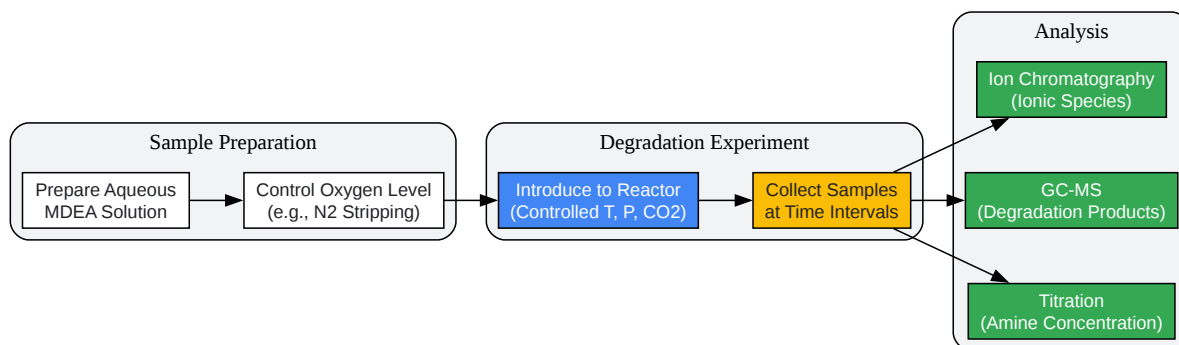 Sample Preparation
Prepare Aqueous
MDEA Solution
Control Oxygen Level
(e.g., N2 Stripping)
Degradation Experiment
Introduce to Reactor
(Controlled T, P, CO2)
Collect Samples
at Time Intervals
Analysis
Ion Chromatography
(Ionic Species)
GC-MS
(Degradation Products)
Titration
(Amine Concentration)